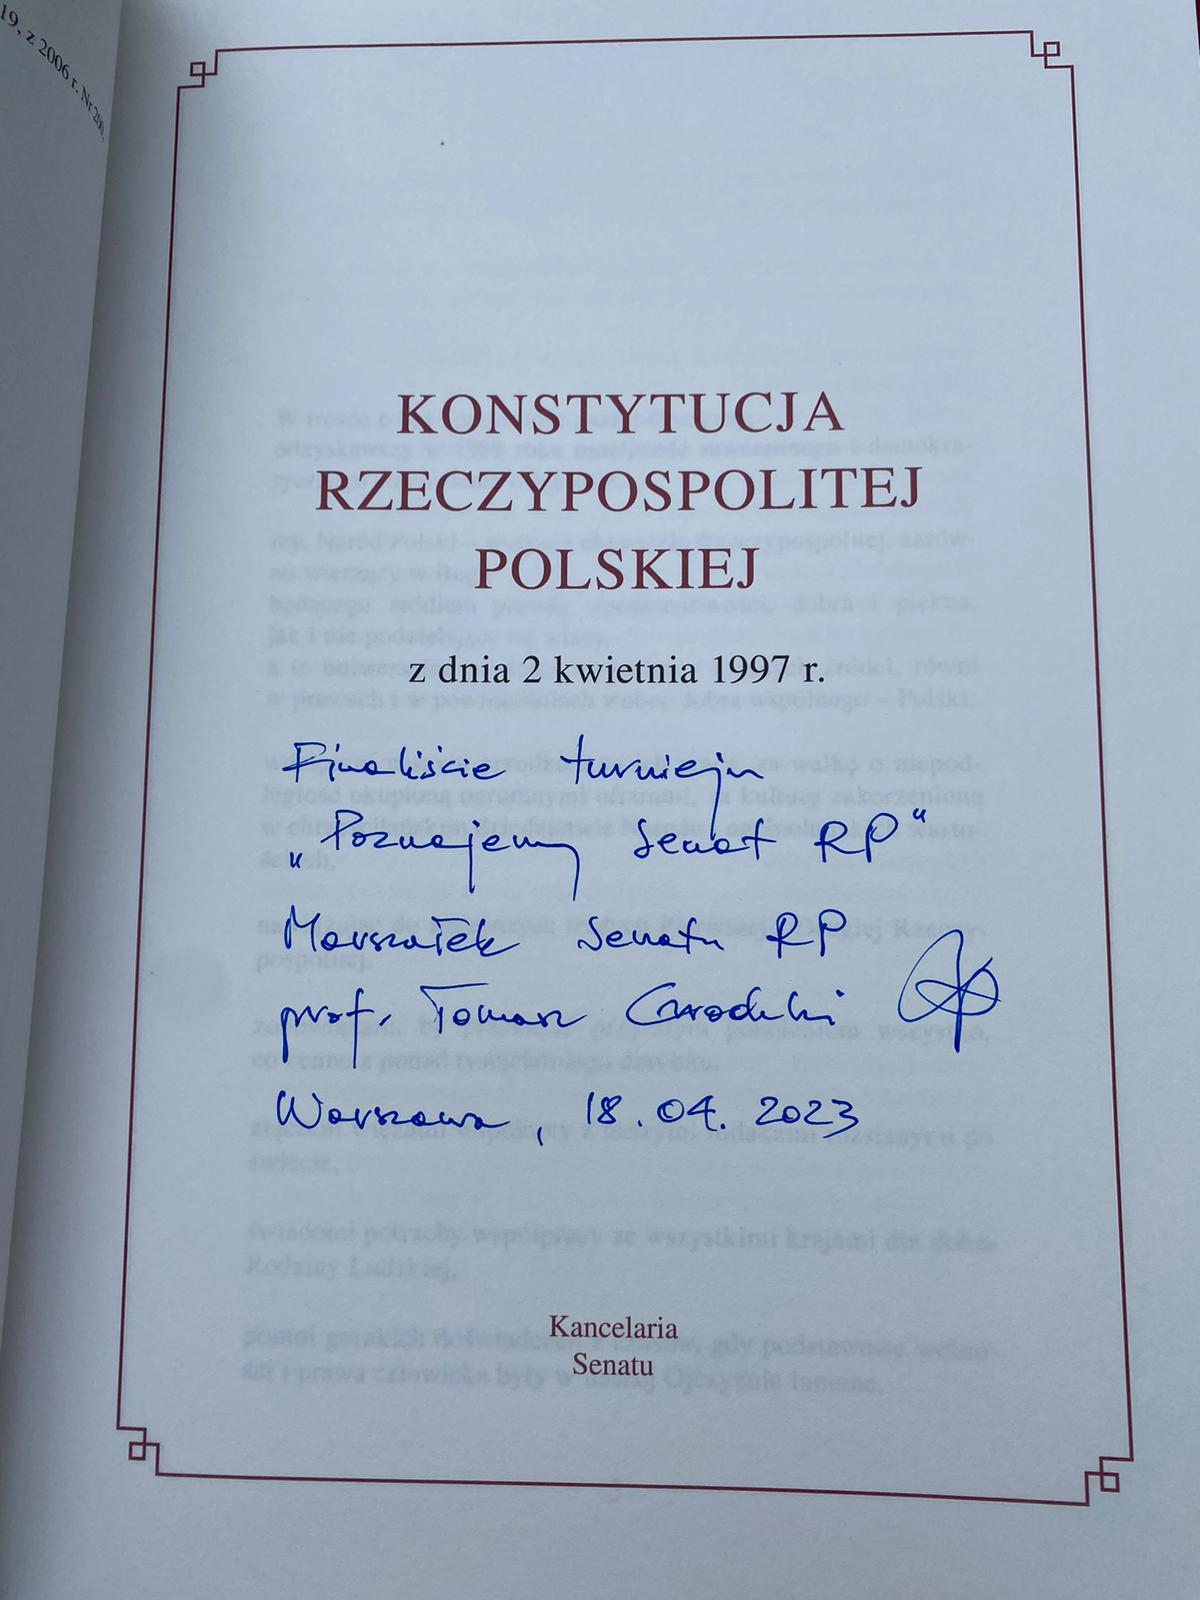 19, z 2006 r. Nr 200,
KONSTYTUCJA
RZECZYPOSPOLITEJ
POLSKIEJ
z dnia 2 kwietnia 1997 r.
Finaliście turnieju
„Poznajemy Senat RP"
Marszałek Senatu RP
prof. Tomasz Grodzki
Warszawa, 18.04.2023
Kancelaria
Senatu